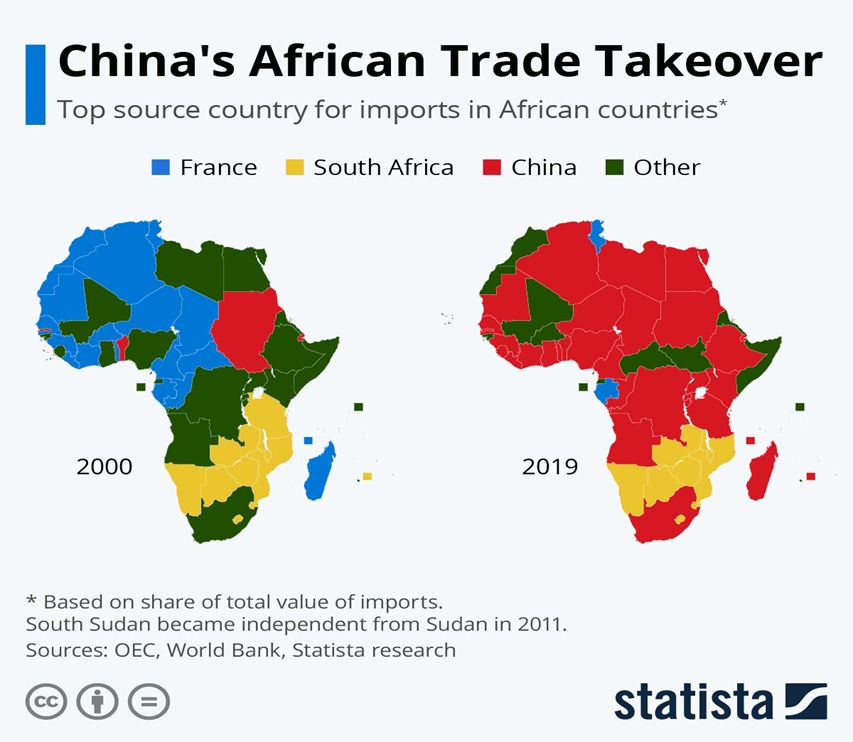 China's African Trade Takeover
Top source country for imports in African countries*
France South Africa China Other
2000
2019
* Based on share of total value of imports.
South Sudan became independent from Sudan in 2011.
Sources: OEC, World Bank, Statista research
cc
statista